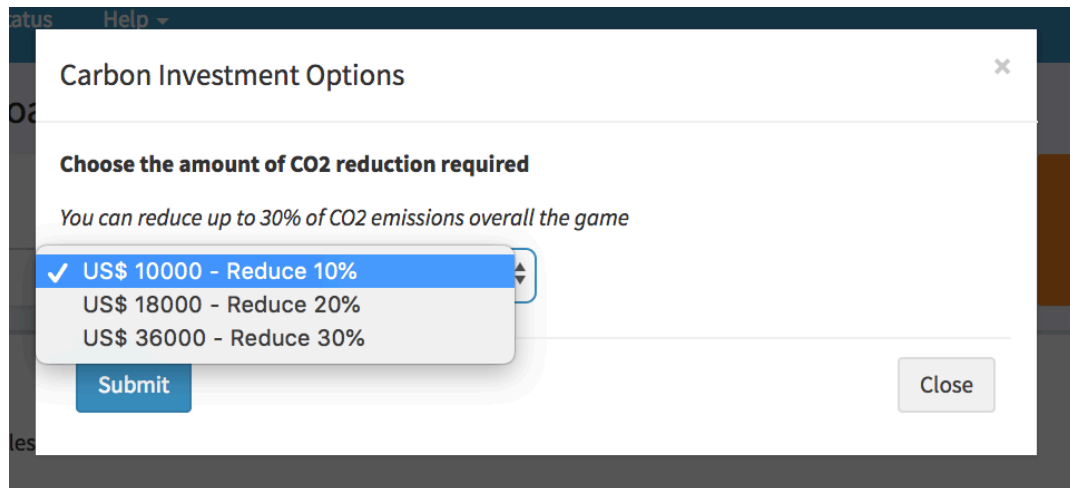 Help
Carbon Investment Options
×
Choose the amount of CO2 reduction required
You can reduce up to 30% of CO2 emissions overall the game
✓ US$ 10000 - Reduce 10%
US$ 18000 - Reduce 20%
US$ 36000 - Reduce 30%
Submit
Close